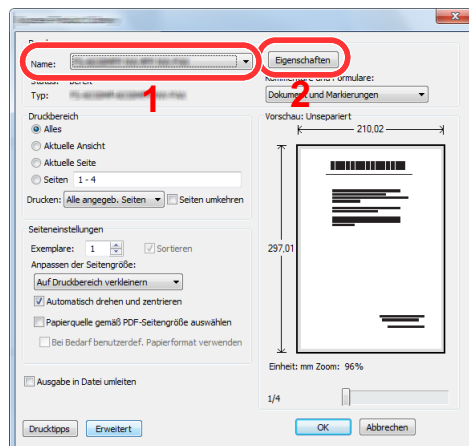 Name:
Eigenschaften
1
2
Status: Bereit
Kommentare und Formulare:
Typ:
Dokument und Markierungen
Druckbereich
Alles
Aktuelle Ansicht
Aktuelle Seite
Seiten 1 - 4
Drucken: Alle angegeb. Seiten Seiten umkehren
Vorschau: Unsepariert
210,02
297,01
Seiteneinstellungen
Exemplare: 1 Sortieren
Anpassen der Seitengröße:
Auf Druckbereich verkleinern
Automatisch drehen und zentrieren
Papierquelle gemäß PDF-Seitengröße auswählen
Bei Bedarf benutzerdef. Papierformat verwenden
Einheit: mm Zoom: 96%
Ausgabe in Datei umleiten
1/4
Drucktipps
Erweitert
OK
Abbrechen